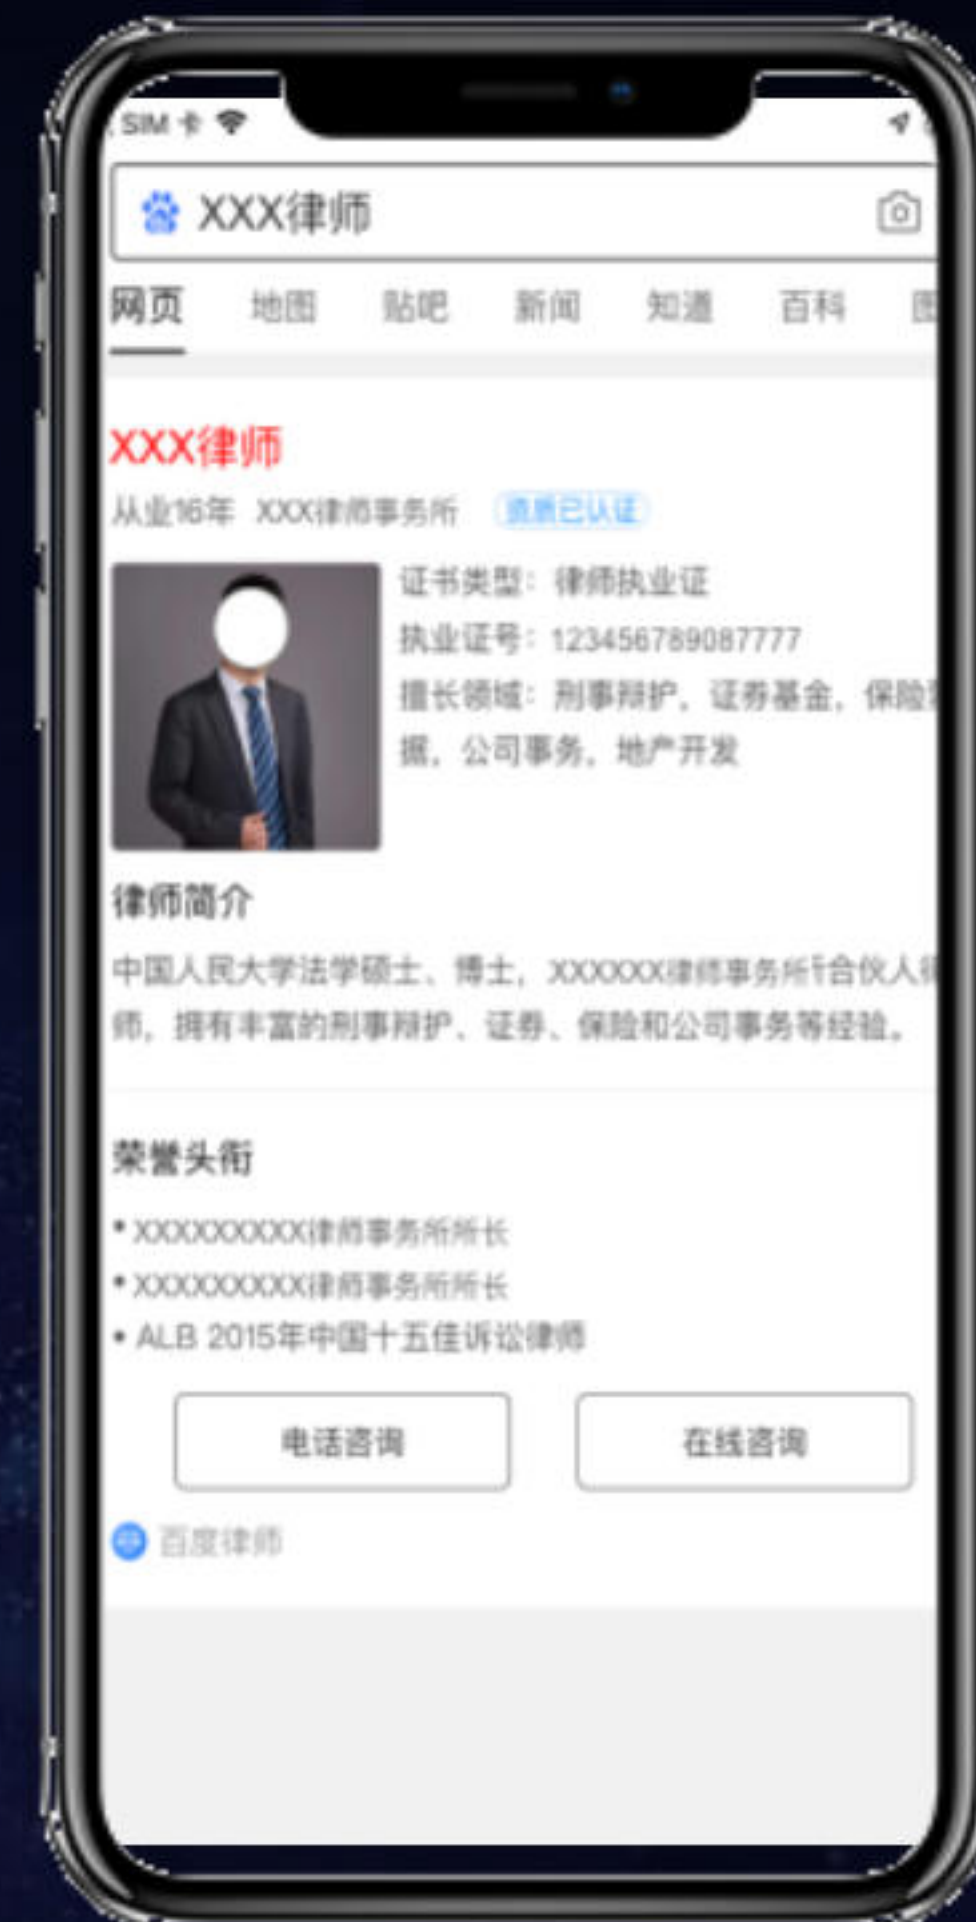 SIM 卡
XXX律师
网页 地图 贴吧 新闻 知道 百科
XXX律师
从业16年 XXX律师事务所 资质已认证
证书类型：律师执业证
执业证号：123456789087777
擅长领域：刑事辩护，证券基金，保险
据，公司事务，地产开发
律师简介
中国人民大学法学硕士、博士，XXXXXX律师事务所合伙人律
师，拥有丰富的刑事辩护、证券、保险和公司事务等经验。
荣誉头衔
• XXXXXXXXXX律师事务所所长
• XXXXXXXXXX律师事务所所长
• ALB 2015年中国十五佳诉讼律师
电话咨询 在线咨询
百度律师